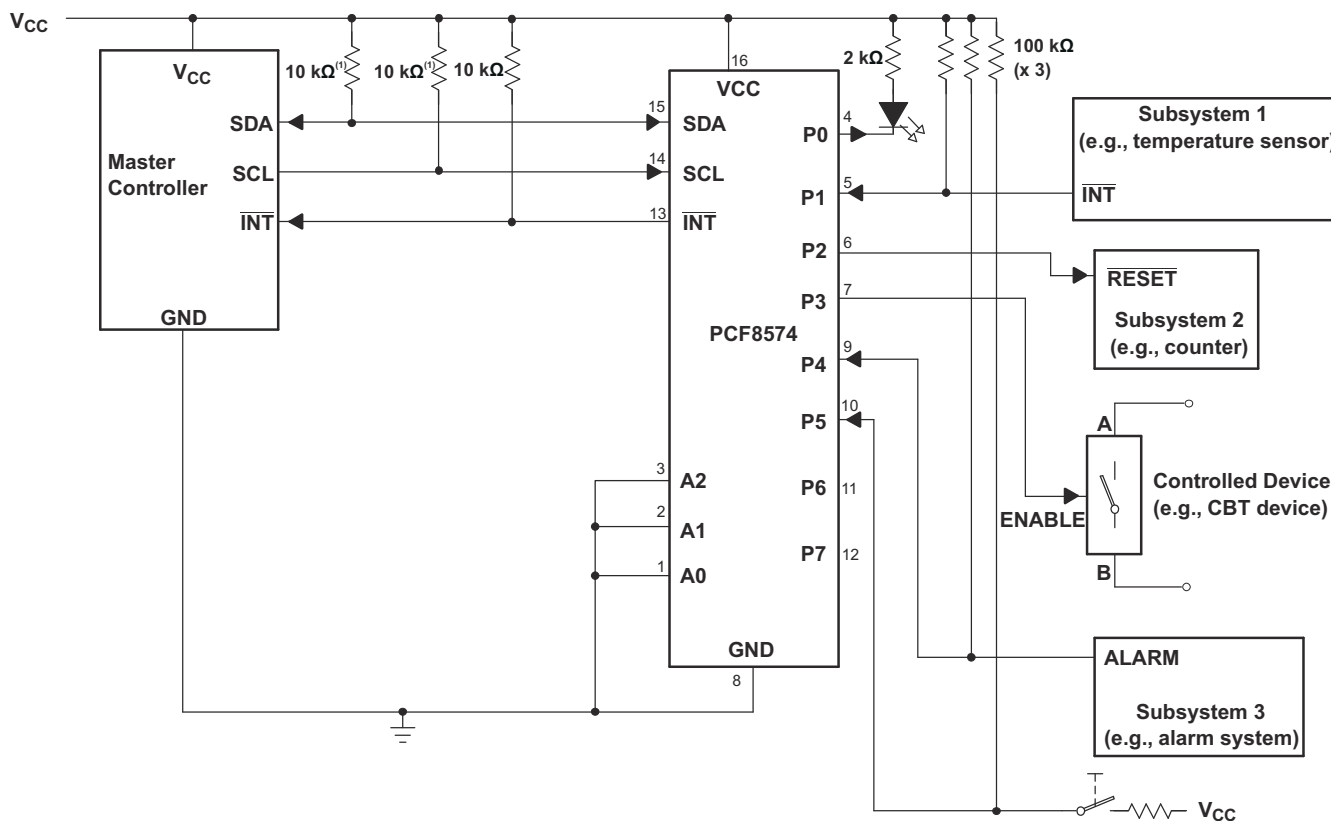 V_CC
V_CC
10 kΩ⁽¹⁾
10 kΩ⁽¹⁾
10 kΩ
2 kΩ
100 kΩ
(x 3)
Master
Controller
SDA
SCL
INT
GND
16
VCC
15
SDA
14
SCL
13
INT
PCF8574
3
A2
2
A1
1
A0
GND
8
P0
4
P1
5
P2
6
P3
7
P4
9
P5
10
P6
11
P7
12
Subsystem 1
(e.g., temperature sensor)
INT
RESET
Subsystem 2
(e.g., counter)
A
ENABLE
B
Controlled Device
(e.g., CBT device)
ALARM
Subsystem 3
(e.g., alarm system)
V_CC